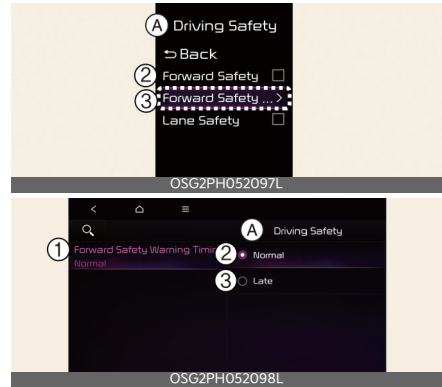 A Driving Safety
Back
2 Forward Safety
3 Forward Safety ... >
Lane Safety
OSG2PH052097L
A Driving Safety
1 Forward Safety Warning Timin
Normal
2 Normal
3 Late
OSG2PH052098L